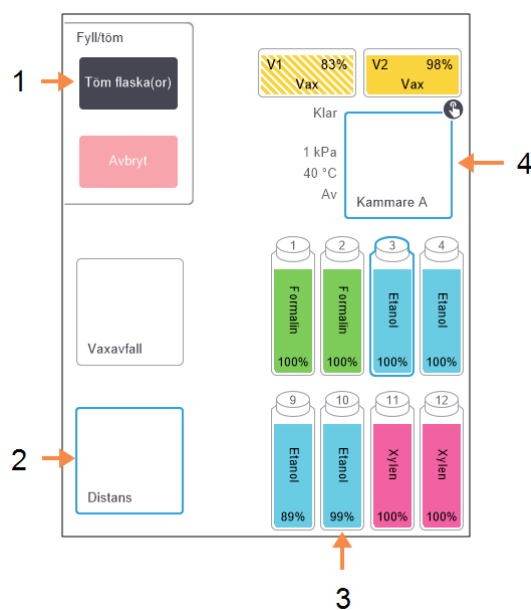 Fyll/töm
1
Töm flaska(or)
Avbryt
V1 83%
Vax
V2 98%
Vax
Klar
1 kPa
40 °C
Av
Kammare A
4
1
Formalin
100%
2
Formalin
100%
3
Etanol
100%
4
Etanol
100%
Vaxavfall
2
Distans
9
Etanol
89%
10
Etanol
99%
11
Xylen
100%
12
Xylen
100%
3